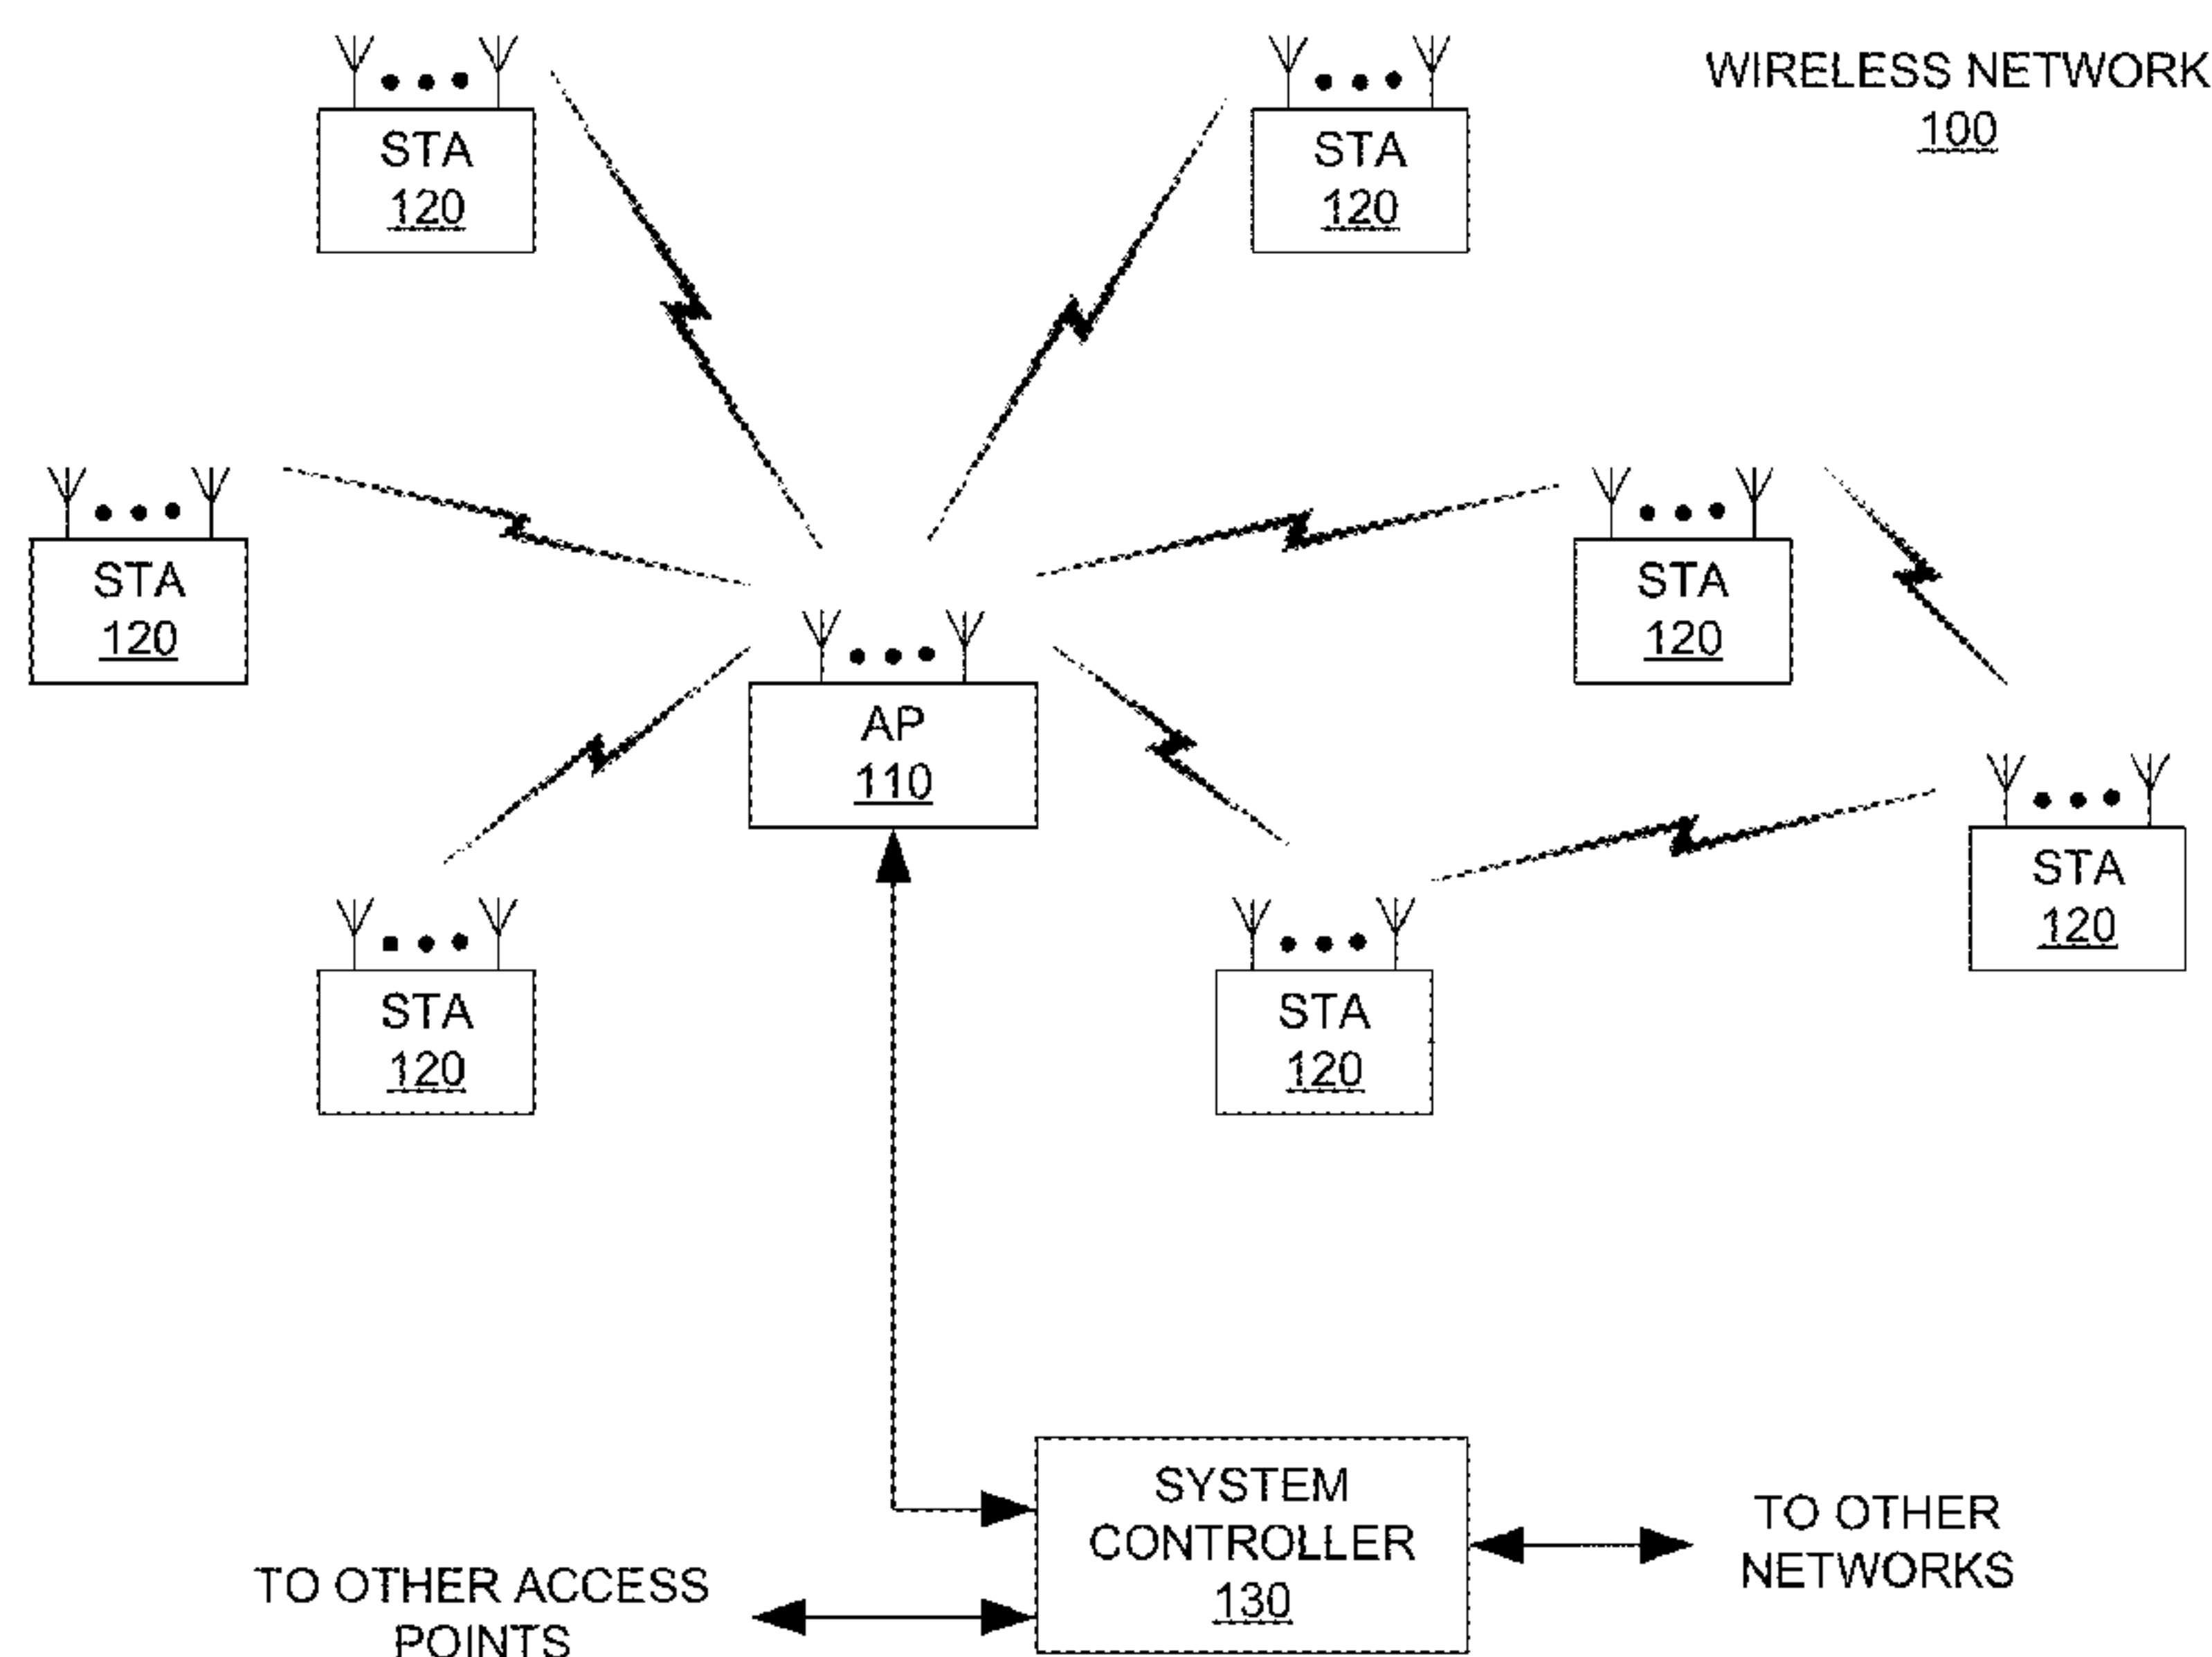 WIRELESS NETWORK
100
STA
120
STA
120
STA
120
STA
120
AP
110
STA
120
STA
120
STA
120
SYSTEM
CONTROLLER
130
TO OTHER
NETWORKS
TO OTHER ACCESS
POINTS